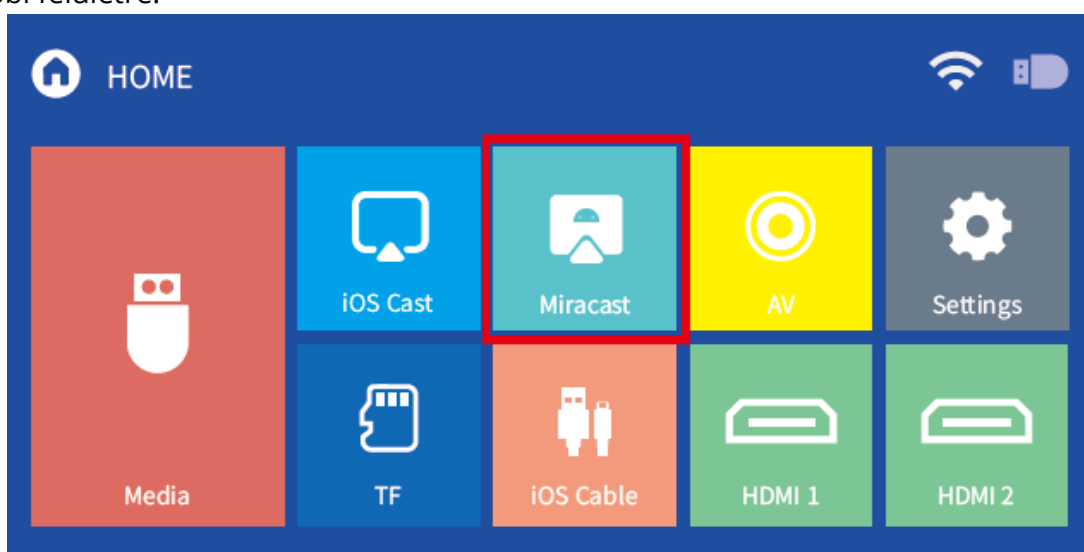 HOME
iOS Cast
Miracast
AV
Settings
Media
TF
iOS Cable
HDMI 1
HDMI 2